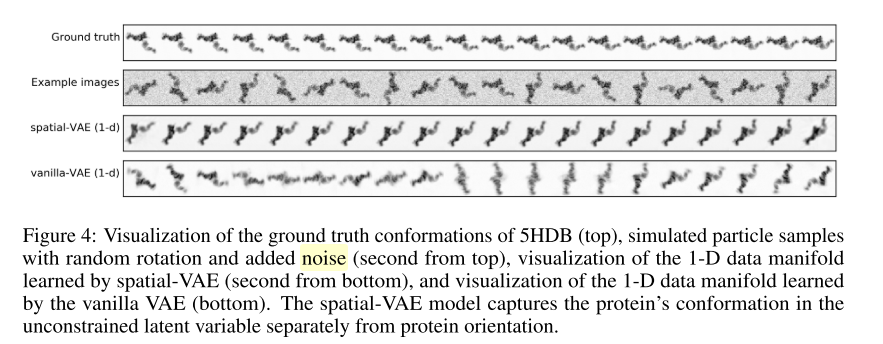 Ground truth
Example images
spatial-VAE (1-d)
vanilla-VAE (1-d)
Figure 4: Visualization of the ground truth conformations of 5HDB (top), simulated particle samples
with random rotation and added noise (second from top), visualization of the 1-D data manifold
learned by spatial-VAE (second from bottom), and visualization of the 1-D data manifold learned
by the vanilla VAE (bottom). The spatial-VAE model captures the protein's conformation in the
unconstrained latent variable separately from protein orientation.